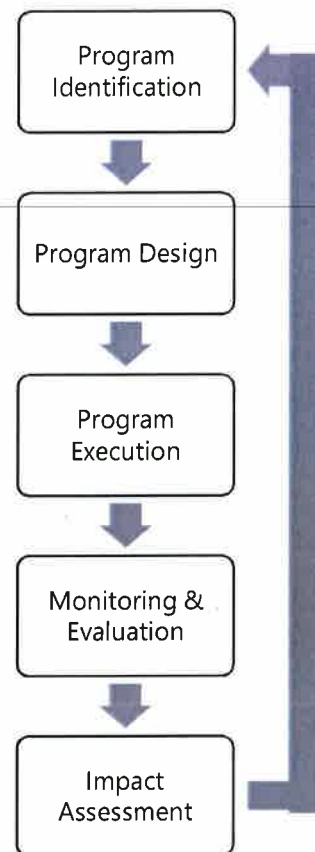 Program
Identification
Program Design
Program
Execution
Monitoring &
Evaluation
Impact
Assessment